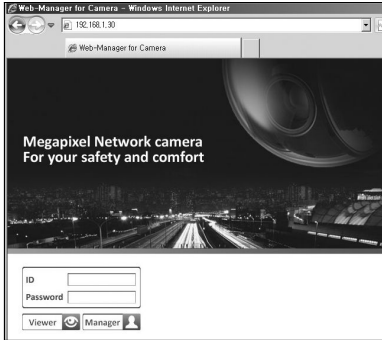 Web-Manager for Camera - Windows Internet Explorer
192.168.1.30
Web-Manager for Camera
Megapixel Network camera
For your safety and comfort
ID
Password
Viewer Manager